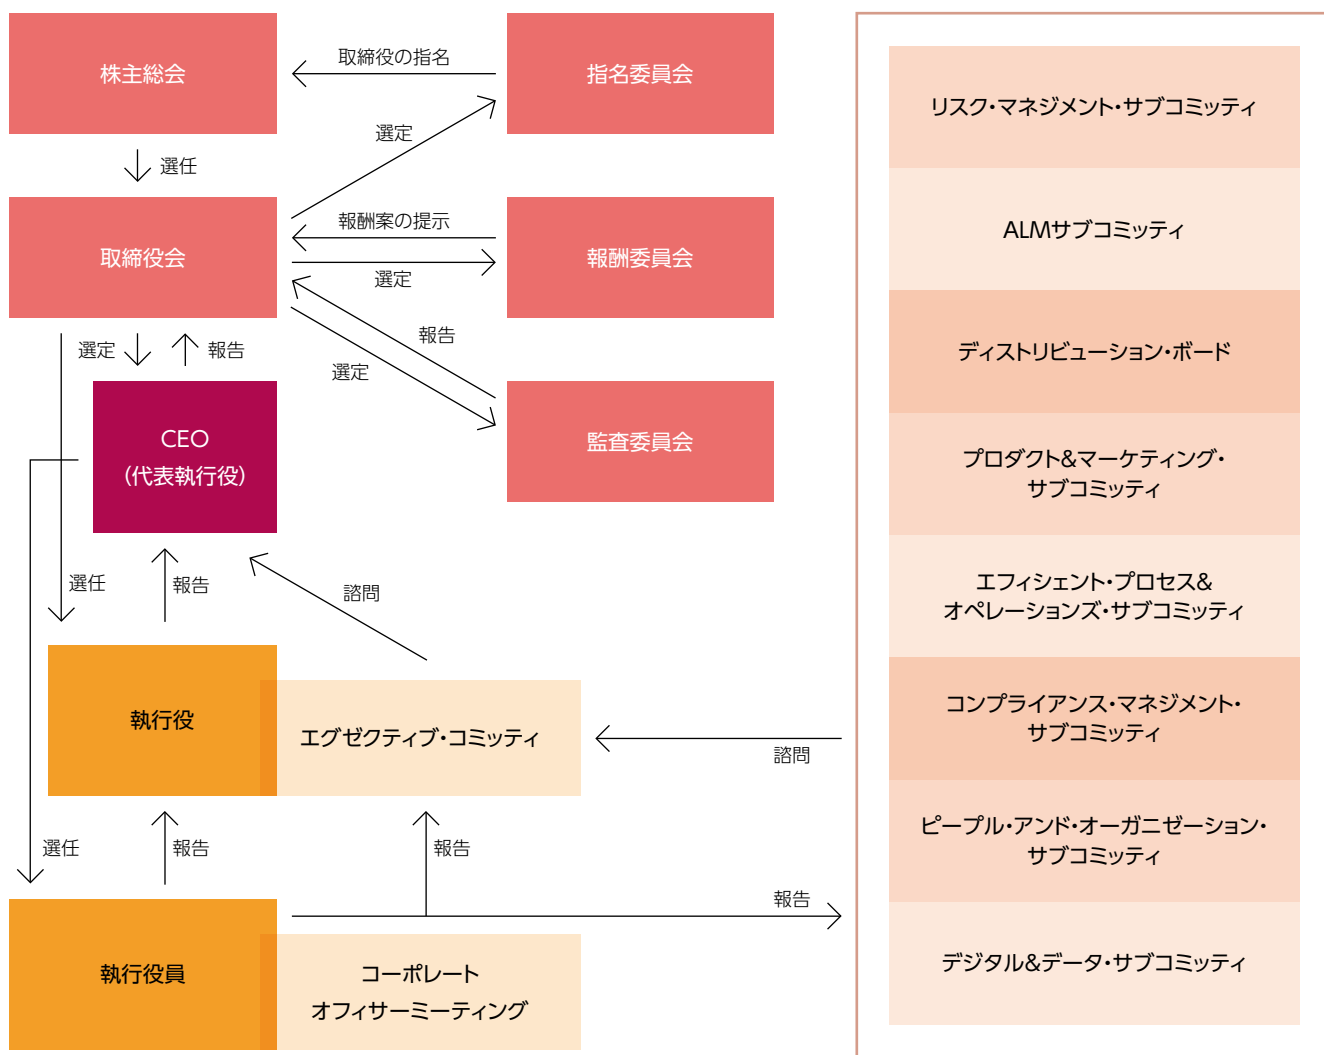 株主総会
取締役の指名
指名委員会
選任
選定
取締役会
報酬案の提示
選定
報酬委員会
選定
報告
報告
選定
監査委員会
CEO
(代表執行役)
選任
報告
諮問
執行役
エグゼクティブ・コミッティ
諮問
選任
報告
報告
報告
執行役員
コーポレート
オフィサーミーティング
リスク・マネジメント・サブコミッティ
ALMサブコミッティ
ディストリビューション・ボード
プロダクト&マーケティング・
サブコミッティ
エフィシェント・プロセス&
オペレーションズ・サブコミッティ
コンプライアンス・マネジメント・
サブコミッティ
ピープル・アンド・オーガニゼーション・
サブコミッティ
デジタル&データ・サブコミッティ